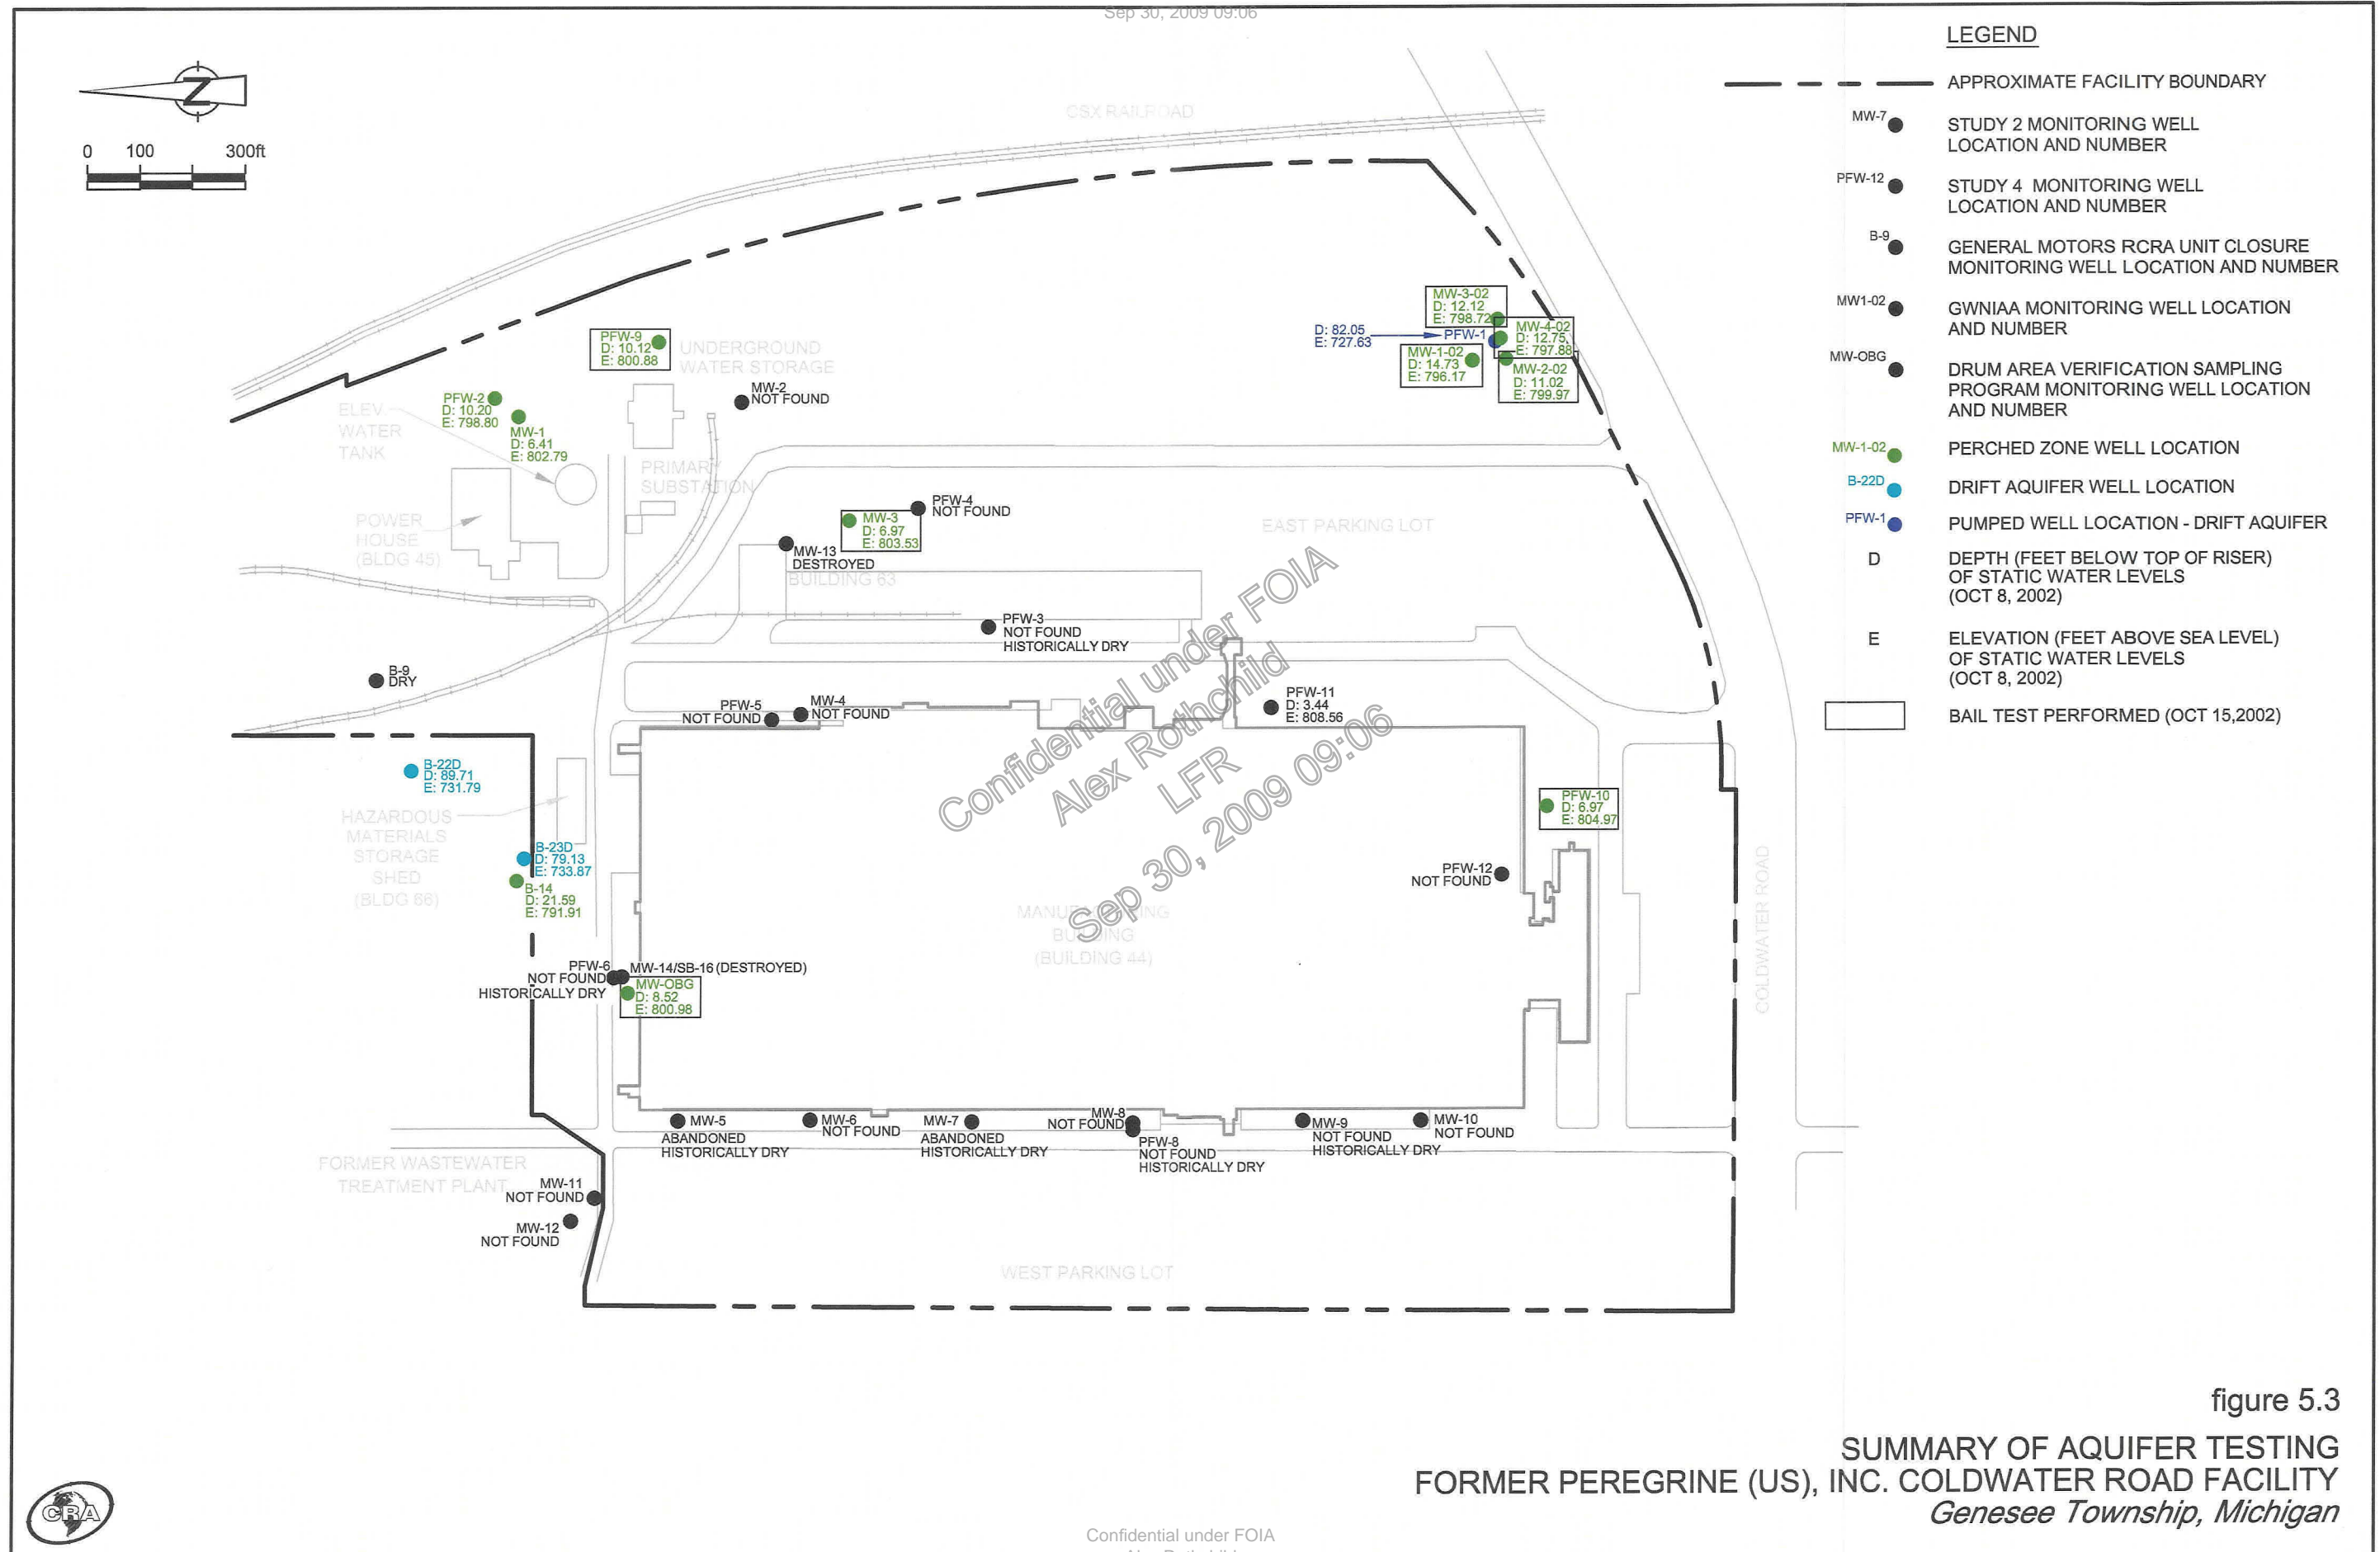 Sep 30, 2009 09:06
N
0 100 300ft
CSX RAILROAD
LEGEND
APPROXIMATE FACILITY BOUNDARY
MW-7
STUDY 2 MONITORING WELL
LOCATION AND NUMBER
PFW-12
STUDY 4 MONITORING WELL
LOCATION AND NUMBER
B-9
GENERAL MOTORS RCRA UNIT CLOSURE
MONITORING WELL LOCATION AND NUMBER
MW1-02
GWNIAA MONITORING WELL LOCATION
AND NUMBER
MW-OBG
DRUM AREA VERIFICATION SAMPLING
PROGRAM MONITORING WELL LOCATION
AND NUMBER
MW-1-02
PERCHED ZONE WELL LOCATION
B-22D
DRIFT AQUIFER WELL LOCATION
PFW-1
PUMPED WELL LOCATION - DRIFT AQUIFER
D
DEPTH (FEET BELOW TOP OF RISER)
OF STATIC WATER LEVELS
(OCT 8, 2002)
E
ELEVATION (FEET ABOVE SEA LEVEL)
OF STATIC WATER LEVELS
(OCT 8, 2002)
BAIL TEST PERFORMED (OCT 15,2002)
MW-3-02
D: 12.12
E: 798.72
D: 82.05
E: 727.63
PFW-1
MW-4-02
D: 12.75
E: 797.88
MW-1-02
D: 14.73
E: 796.17
MW-2-02
D: 11.02
E: 799.97
PFW-9
D: 10.12
E: 800.88
UNDERGROUND
WATER STORAGE
MW-2
NOT FOUND
PFW-2
D: 10.20
E: 798.80
MW-1
D: 6.41
E: 802.79
ELEV.
WATER
TANK
PRIMARY
SUBSTATION
POWER
HOUSE
(BLDG 45)
PFW-4
NOT FOUND
MW-3
D: 6.97
E: 803.53
MW-13
DESTROYED
BUILDING 63
EAST PARKING LOT
PFW-3
NOT FOUND
HISTORICALLY DRY
B-9
DRY
PFW-5
NOT FOUND
MW-4
NOT FOUND
PFW-11
D: 3.44
E: 808.56
B-22D
D: 89.71
E: 731.79
HAZARDOUS
MATERIALS
STORAGE
SHED
(BLDG 66)
B-23D
D: 79.13
E: 733.87
B-14
D: 21.59
E: 791.91
PFW-10
D: 6.97
E: 804.97
PFW-12
NOT FOUND
COLDWATER ROAD
MANUFACTURING
BUILDING
(BUILDING 44)
Confidential under FOIA
Alex Rothchild
LFR
Sep 30, 2009 09:06
PFW-6
NOT FOUND
HISTORICALLY DRY
MW-14/SB-16 (DESTROYED)
MW-OBG
D: 8.52
E: 800.98
MW-5
ABANDONED
HISTORICALLY DRY
MW-6
NOT FOUND
MW-7
ABANDONED
HISTORICALLY DRY
MW-8
NOT FOUND
PFW-8
NOT FOUND
HISTORICALLY DRY
MW-9
NOT FOUND
HISTORICALLY DRY
MW-10
NOT FOUND
FORMER WASTEWATER
TREATMENT PLANT
MW-11
NOT FOUND
MW-12
NOT FOUND
WEST PARKING LOT
figure 5.3
SUMMARY OF AQUIFER TESTING
FORMER PEREGRINE (US), INC. COLDWATER ROAD FACILITY
Genesee Township, Michigan
CRA
Confidential under FOIA